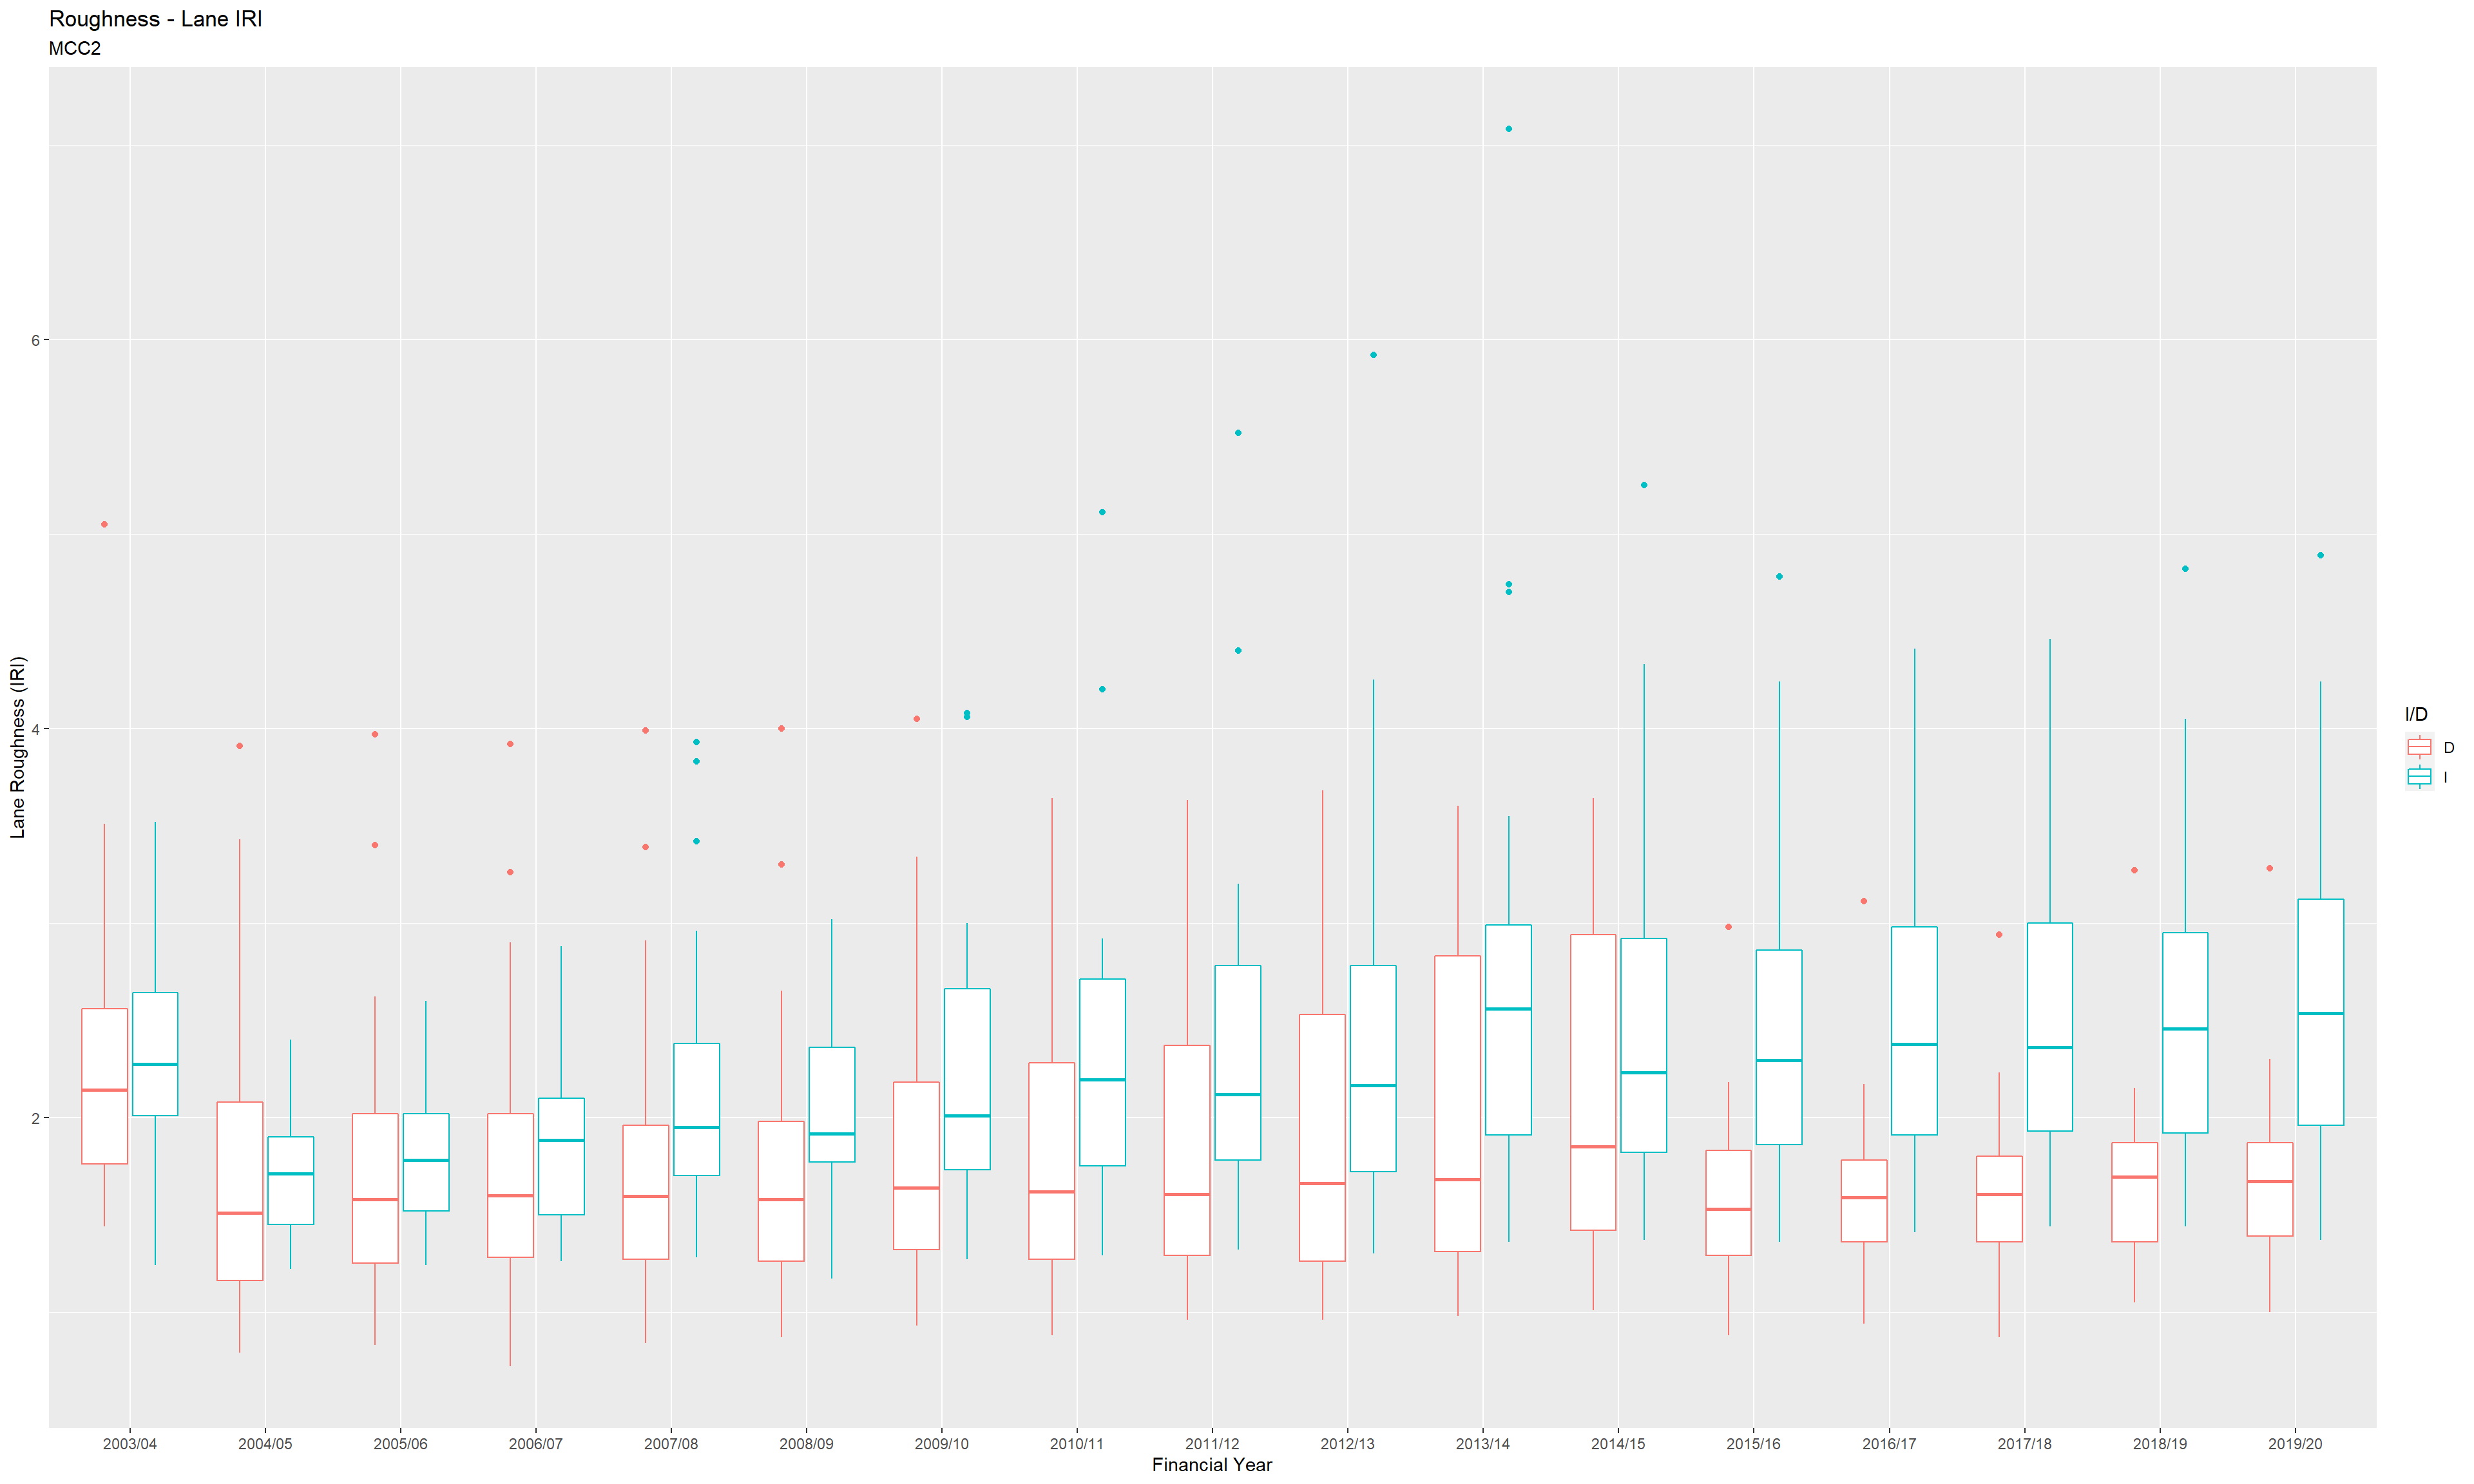 Roughness - Lane IRI
MCC2
Lane Roughness (IRI)
6
4
2
2003/04 2004/05 2005/06 2006/07 2007/08 2008/09 2009/10 2010/11 2011/12 2012/13 2013/14 2014/15 2015/16 2016/17 2017/18 2018/19 2019/20
Financial Year
I/D
D
I